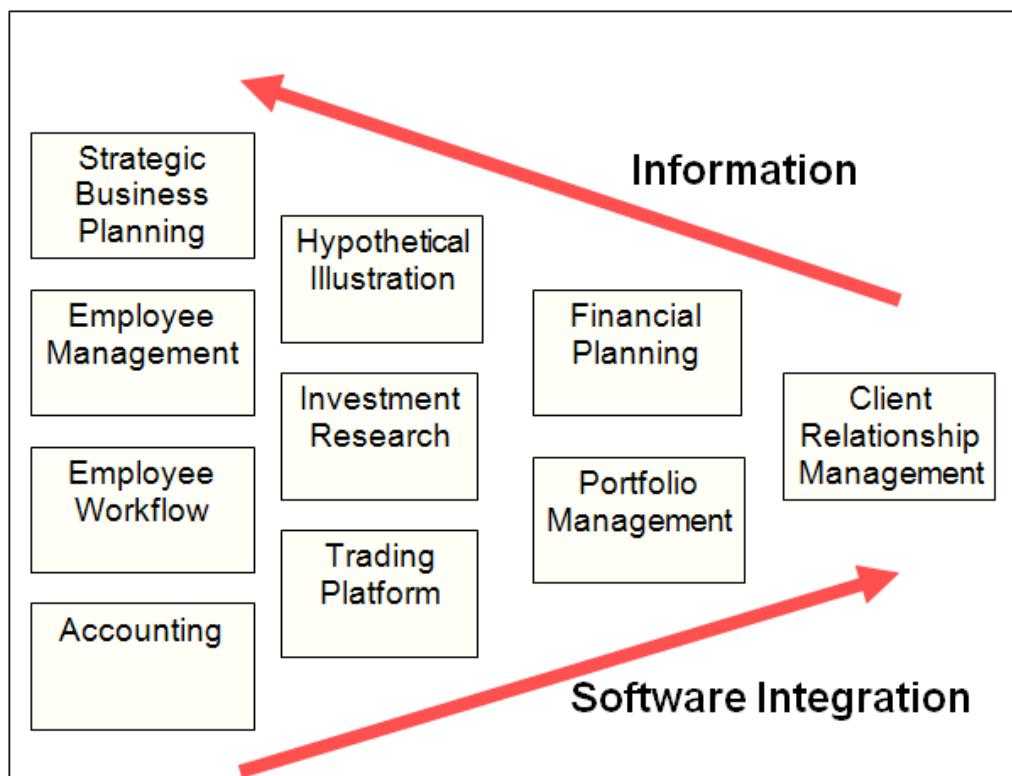 Information
Strategic
Business
Planning
Employee
Management
Employee
Workflow
Accounting
Hypothetical
Illustration
Investment
Research
Trading
Platform
Financial
Planning
Portfolio
Management
Client
Relationship
Management
Software Integration